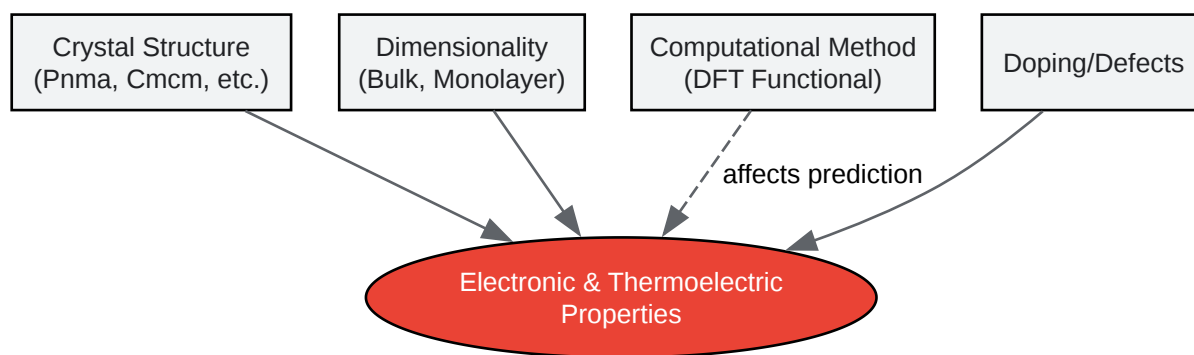 Crystal Structure
(Pnma, Cmcm, etc.)
Dimensionality
(Bulk, Monolayer)
Computational Method
(DFT Functional)
Doping/Defects
affects prediction
Electronic & Thermoelectric
Properties